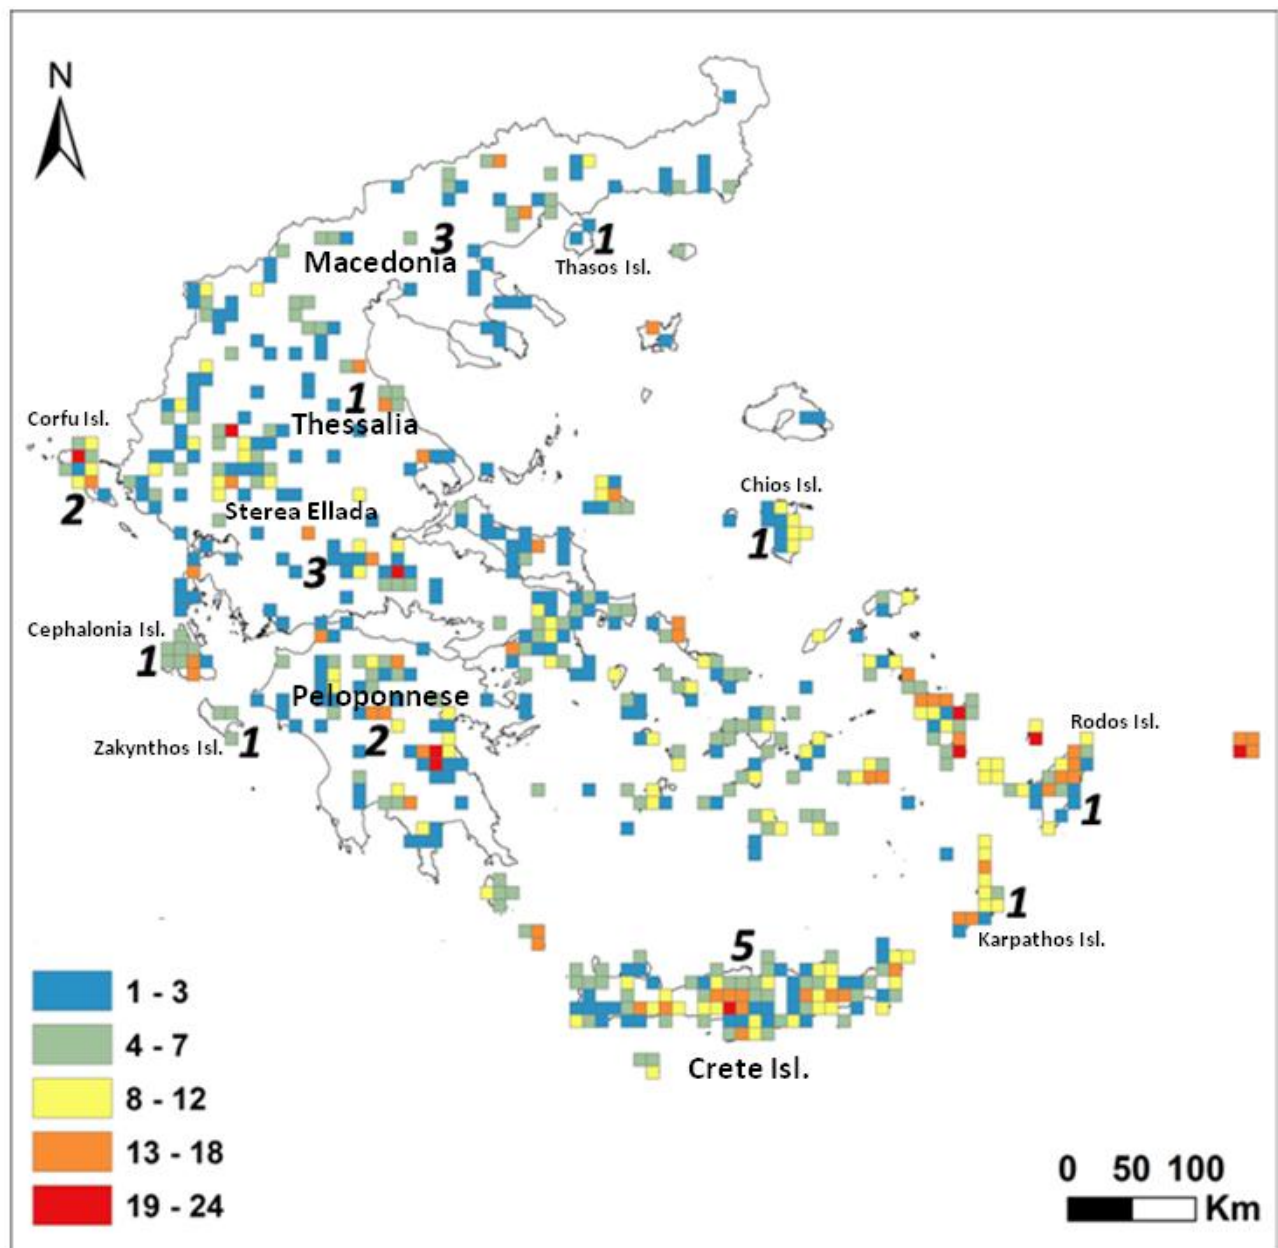 N
3
Macedonia
1
Thasos Isl.
1
Thessalia
Corfu Isl.
2
Chios Isl.
1
Sterea Ellada
3
Cephalonia Isl.
1
Peloponnese
2
Zakynthos Isl.
1
Rodos Isl.
1
1
Karpathos Isl.
5
Crete Isl.
1 - 3
4 - 7
8 - 12
13 - 18
19 - 24
0 50 100
Km